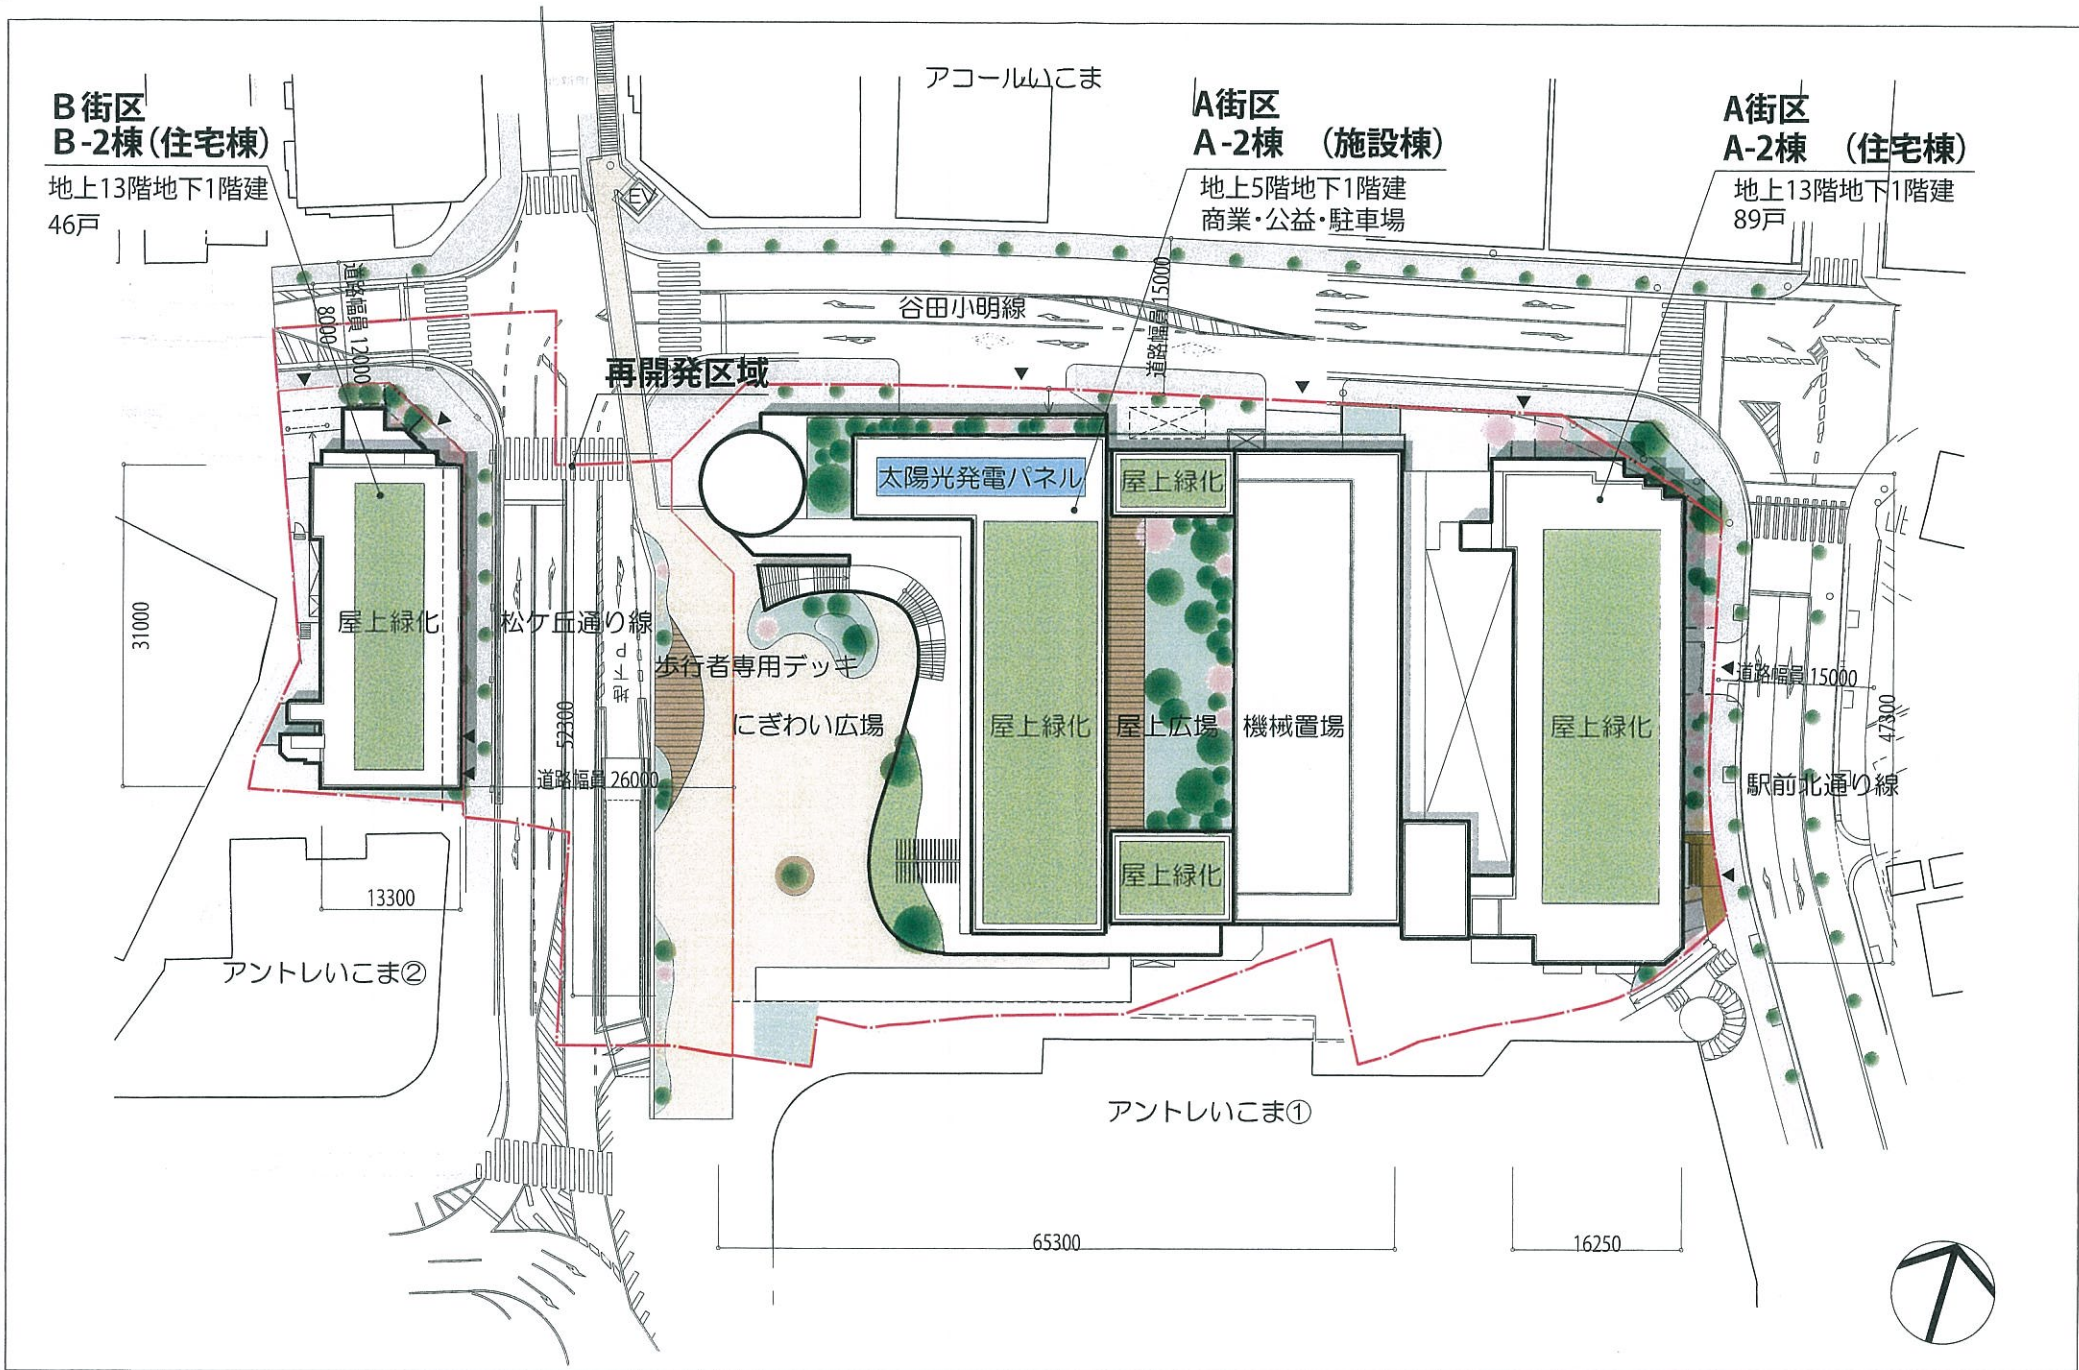 アコールいこま
B街区
B-2棟(住宅棟)
地上13階地下1階建
46戸
A街区
A-2棟 (施設棟)
地上5階地下1階建
商業・公益・駐車場
A街区
A-2棟 (住宅棟)
地上13階地下1階建
89戸
EV
道路幅員 12000
8000
谷田小明線
道路幅員15000
再開発区域
太陽光発電パネル
屋上緑化
屋上緑化
松ケ丘通り線
31000
地下P
歩行者専用デッキ
にぎわい広場
屋上緑化
屋上広場
機械置場
屋上緑化
道路幅員15000
47300
52300
道路幅員 26000
駅前北通り線
屋上緑化
13300
アントレいこま②
アントレいこま①
65300
16250